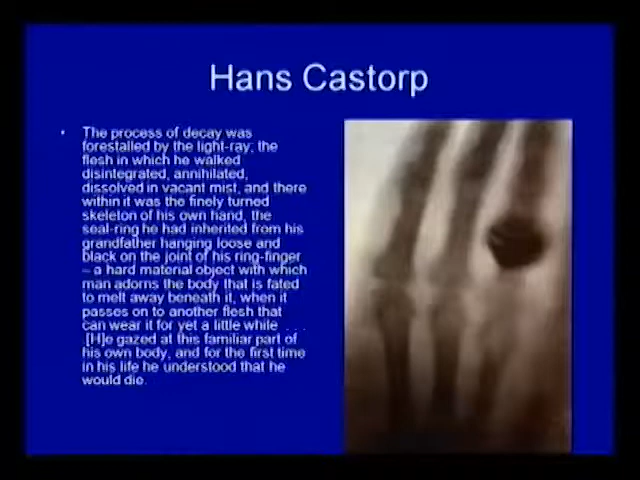 Hans Castorp
• The process of decay was
forestalled by the light-ray; the
flesh in which he walked
disintegrated, annihilated,
dissolved in vacant mist, and there
within it was the finely turned
skeleton of his own hand, the
seal-ring he had inherited from his
grandfather hanging loose and
black on the joint of his ring-finger
– a hard material object with which
man adorns the body that is fated
to melt away beneath it, when it
passes on to another flesh that
can wear it for yet a little while . . .
. [H]e gazed at this familiar part of
his own body, and for the first time
in his life he understood that he
would die.